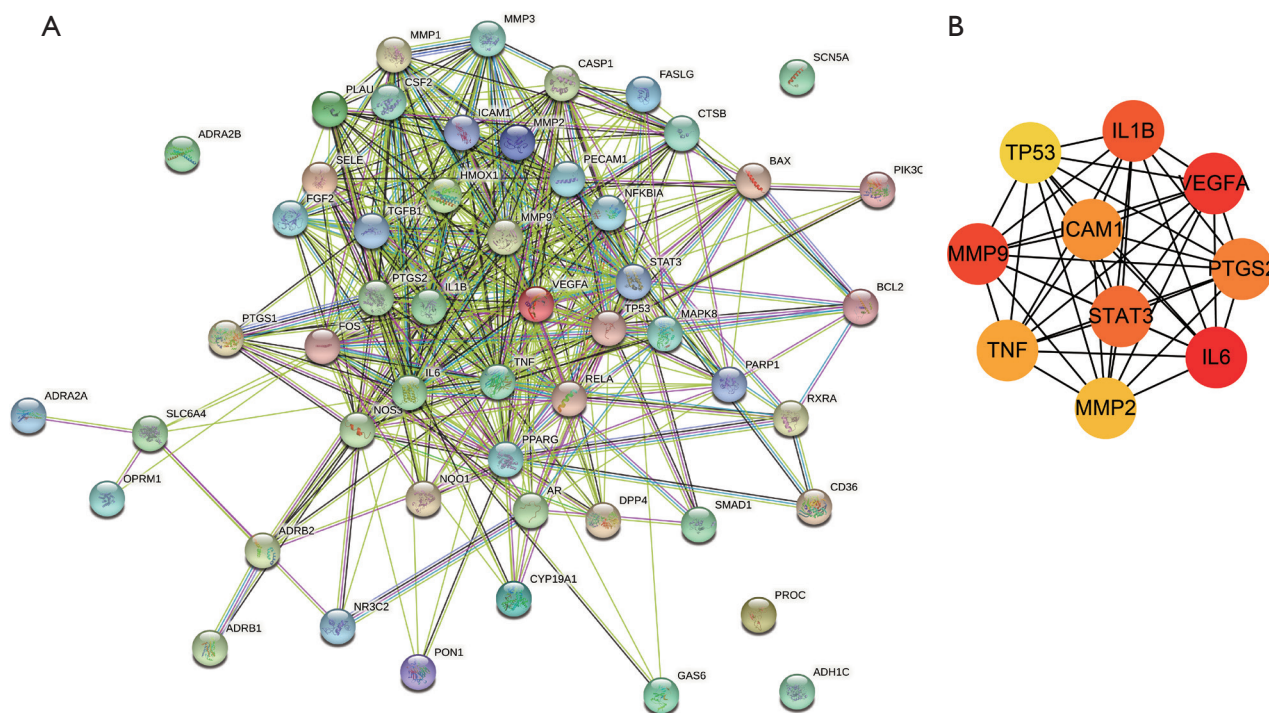 A
B
MMP3
MMP1
SCN5A
CASP1
FASLG
CSF2
PLAU
ICAM1
MMP2
CTSB
ADRA2B
SELE
PECAM1
BAX
HMOX1
PIK3C
NFKBIA
FGF2
TGFB1
MMP9
STAT3
PTGS2
IL1B
VEGFA
BCL2
TP53
MAPK8
PTGS1
FOS
TNF
PARP1
IL6
RELA
ADRA2A
SLC6A4
RXRA
NOS3
PPARG
OPRM1
NQO1
AR
DPP4
CD36
SMAD1
ADRB2
CYP19A1
PROC
NR3C2
ADRB1
PON1
GAS6
ADH1C
IL1B
TP53
VEGFA
CAM1
MMP9
PTGS2
STAT3
TNF
IL6
MMP2